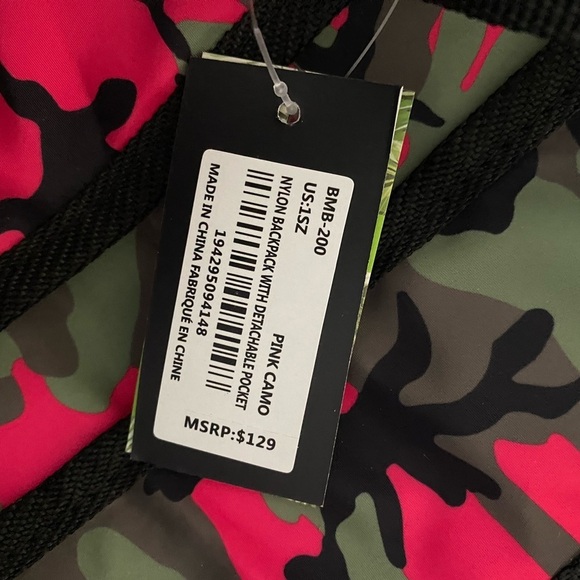 BMB-200
PINK CAMO
US:1SZ
NYLON BACKPACK WITH DETACHABLE POCKET
194295094148
MADE IN CHINA FABRIQUÉ EN CHINE
MSRP:$129